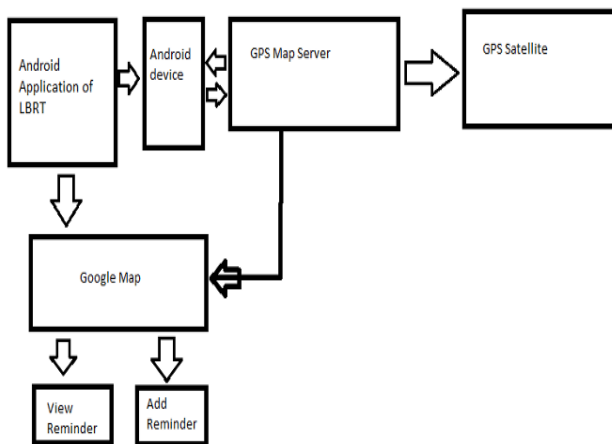 Android
Application of
LBRT
Android
device
GPS Map Server
GPS Satellite
Google Map
View
Reminder
Add
Reminder